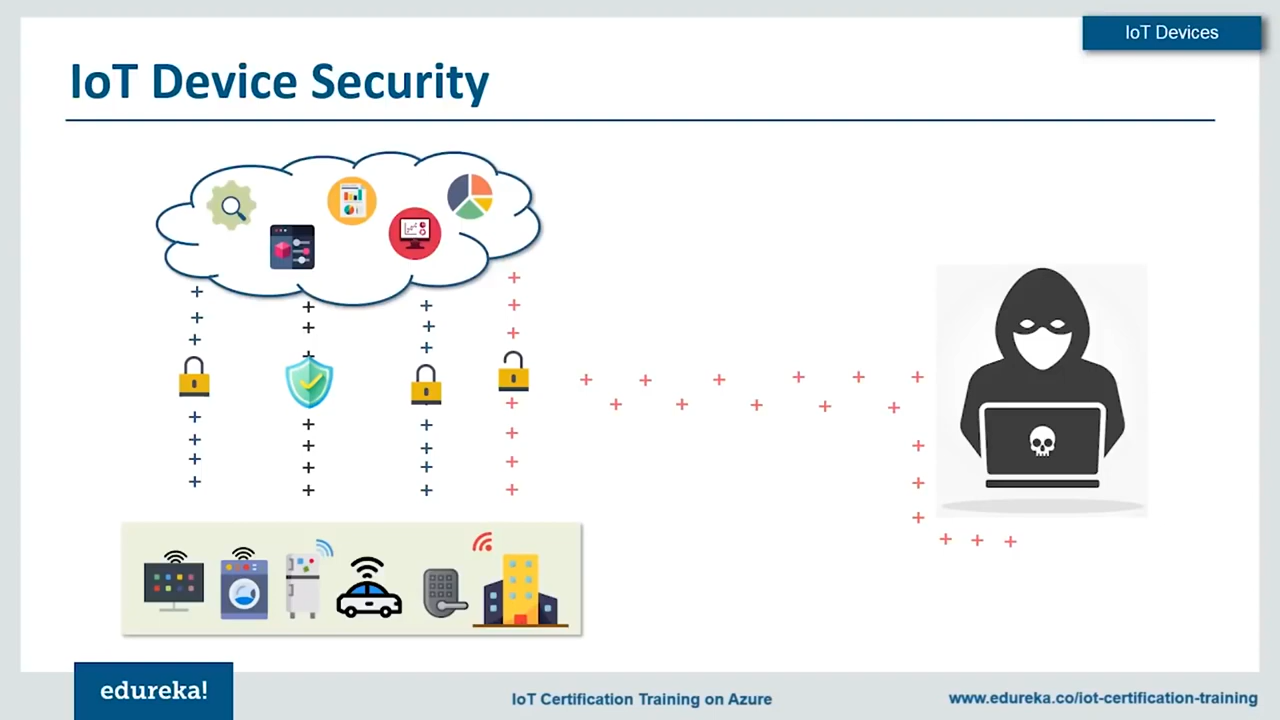 IoT Devices
IoT Device Security
edureka!
IoT Certification Training on Azure
www.edureka.co/iot-certification-training